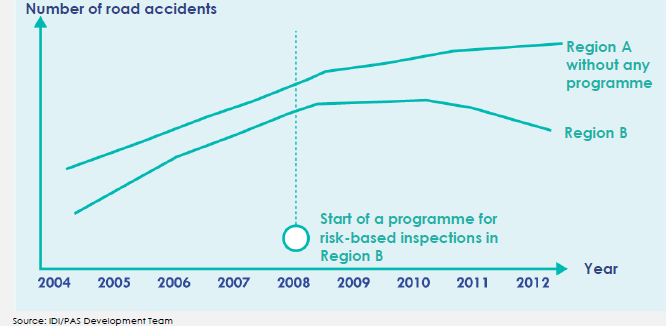 Number of road accidents
Region A
without any
programme
Region B
Start of a programme for
risk-based inspections in
Region B
Year
2004 2005 2006 2007 2008 2009 2010 2011 2012
Source: IDI/PAS Development Team